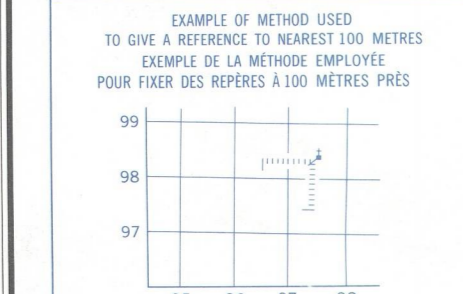 EXAMPLE OF METHOD USED
TO GIVE A REFERENCE TO NEAREST 100 METRES
EXEMPLE DE LA MÉTHODE EMPLOYÉE
POUR FIXER DES REPÈRES À 100 MÈTRES PRÈS
99
98
97